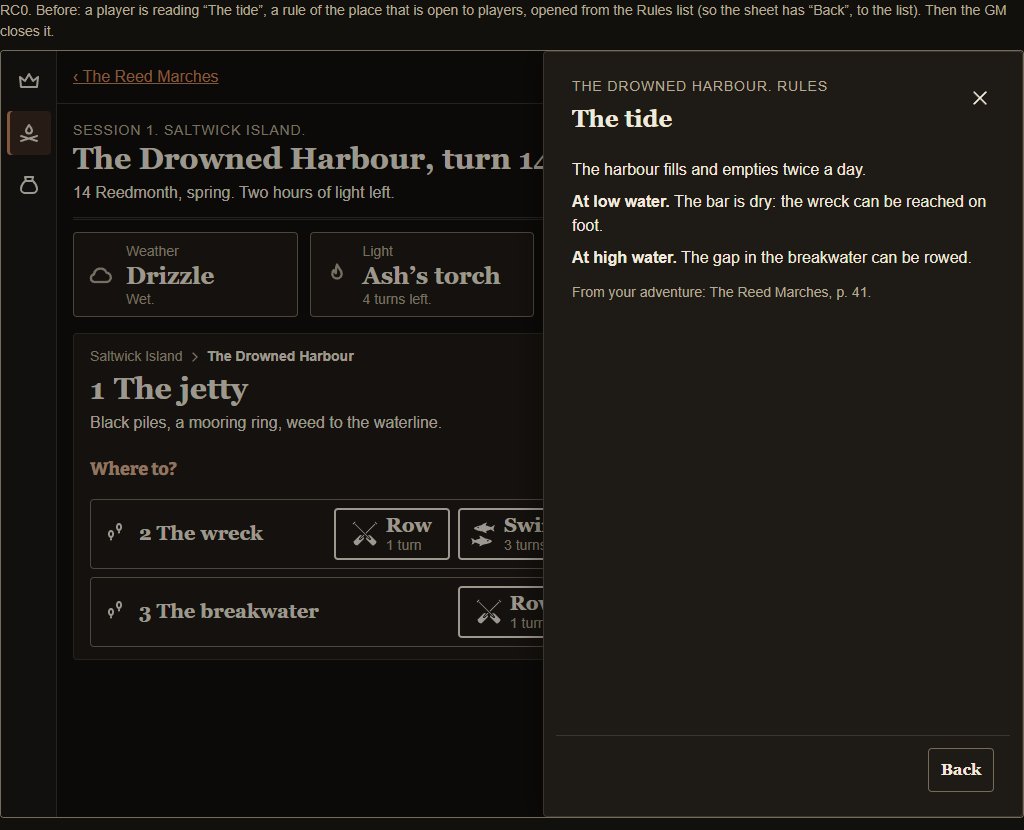 RC0. Before: a player is reading “The tide”, a rule of the place that is open to players, opened from the Rules list (so the sheet has “Back”, to the list). Then the GM
closes it.
‹ The Reed Marches
SESSION 1. SALTWICK ISLAND.
The Drowned Harbour, turn 14
14 Reedmonth, spring. Two hours of light left.
Weather
Drizzle
Wet.
Light
Ash’s torch
4 turns left.
Saltwick Island > The Drowned Harbour
1 The jetty
Black piles, a mooring ring, weed to the waterline.
Where to?
2 The wreck
Row
1 turn
3 turns
3 The breakwater
1 turn
THE DROWNED HARBOUR. RULES
The tide
The harbour fills and empties twice a day.
At low water. The bar is dry: the wreck can be reached on
foot.
At high water. The gap in the breakwater can be rowed.
From your adventure: The Reed Marches, p. 41.
Back